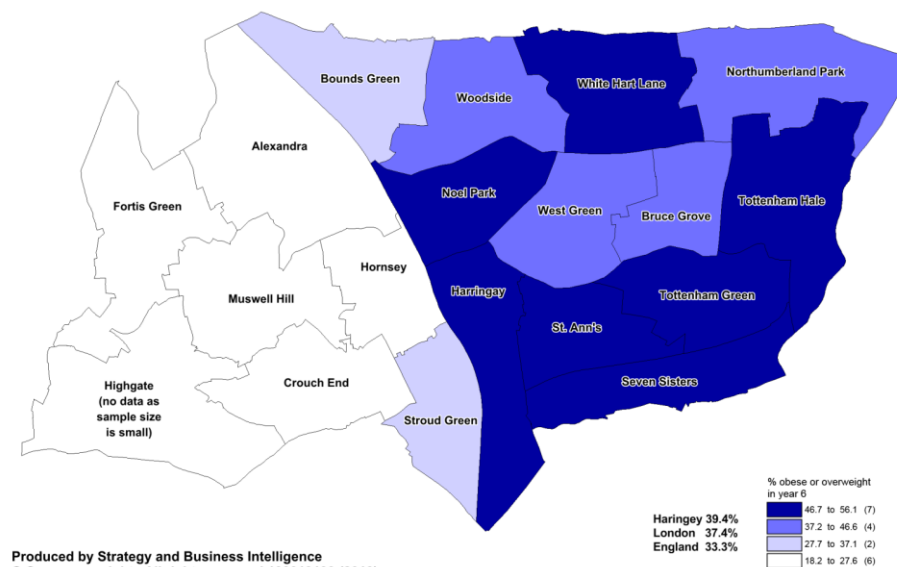 Bounds Green
Woodside
White Hart Lane
Northumberland Park
Alexandra
Noel Park
Fortis Green
West Green
Bruce Grove
Tottenham Hale
Hornsey
Muswell Hill
Harringay
Tottenham Green
St. Ann's
Highgate
(no data as
sample size
is small)
Crouch End
Seven Sisters
Stroud Green
% obese or overweight
in year 6
46.7 to 56.1 (7)
37.2 to 46.6 (4)
27.7 to 37.1 (2)
18.2 to 27.6 (6)
Haringey 39.4%
London 37.4%
England 33.3%
Produced by Strategy and Business Intelligence